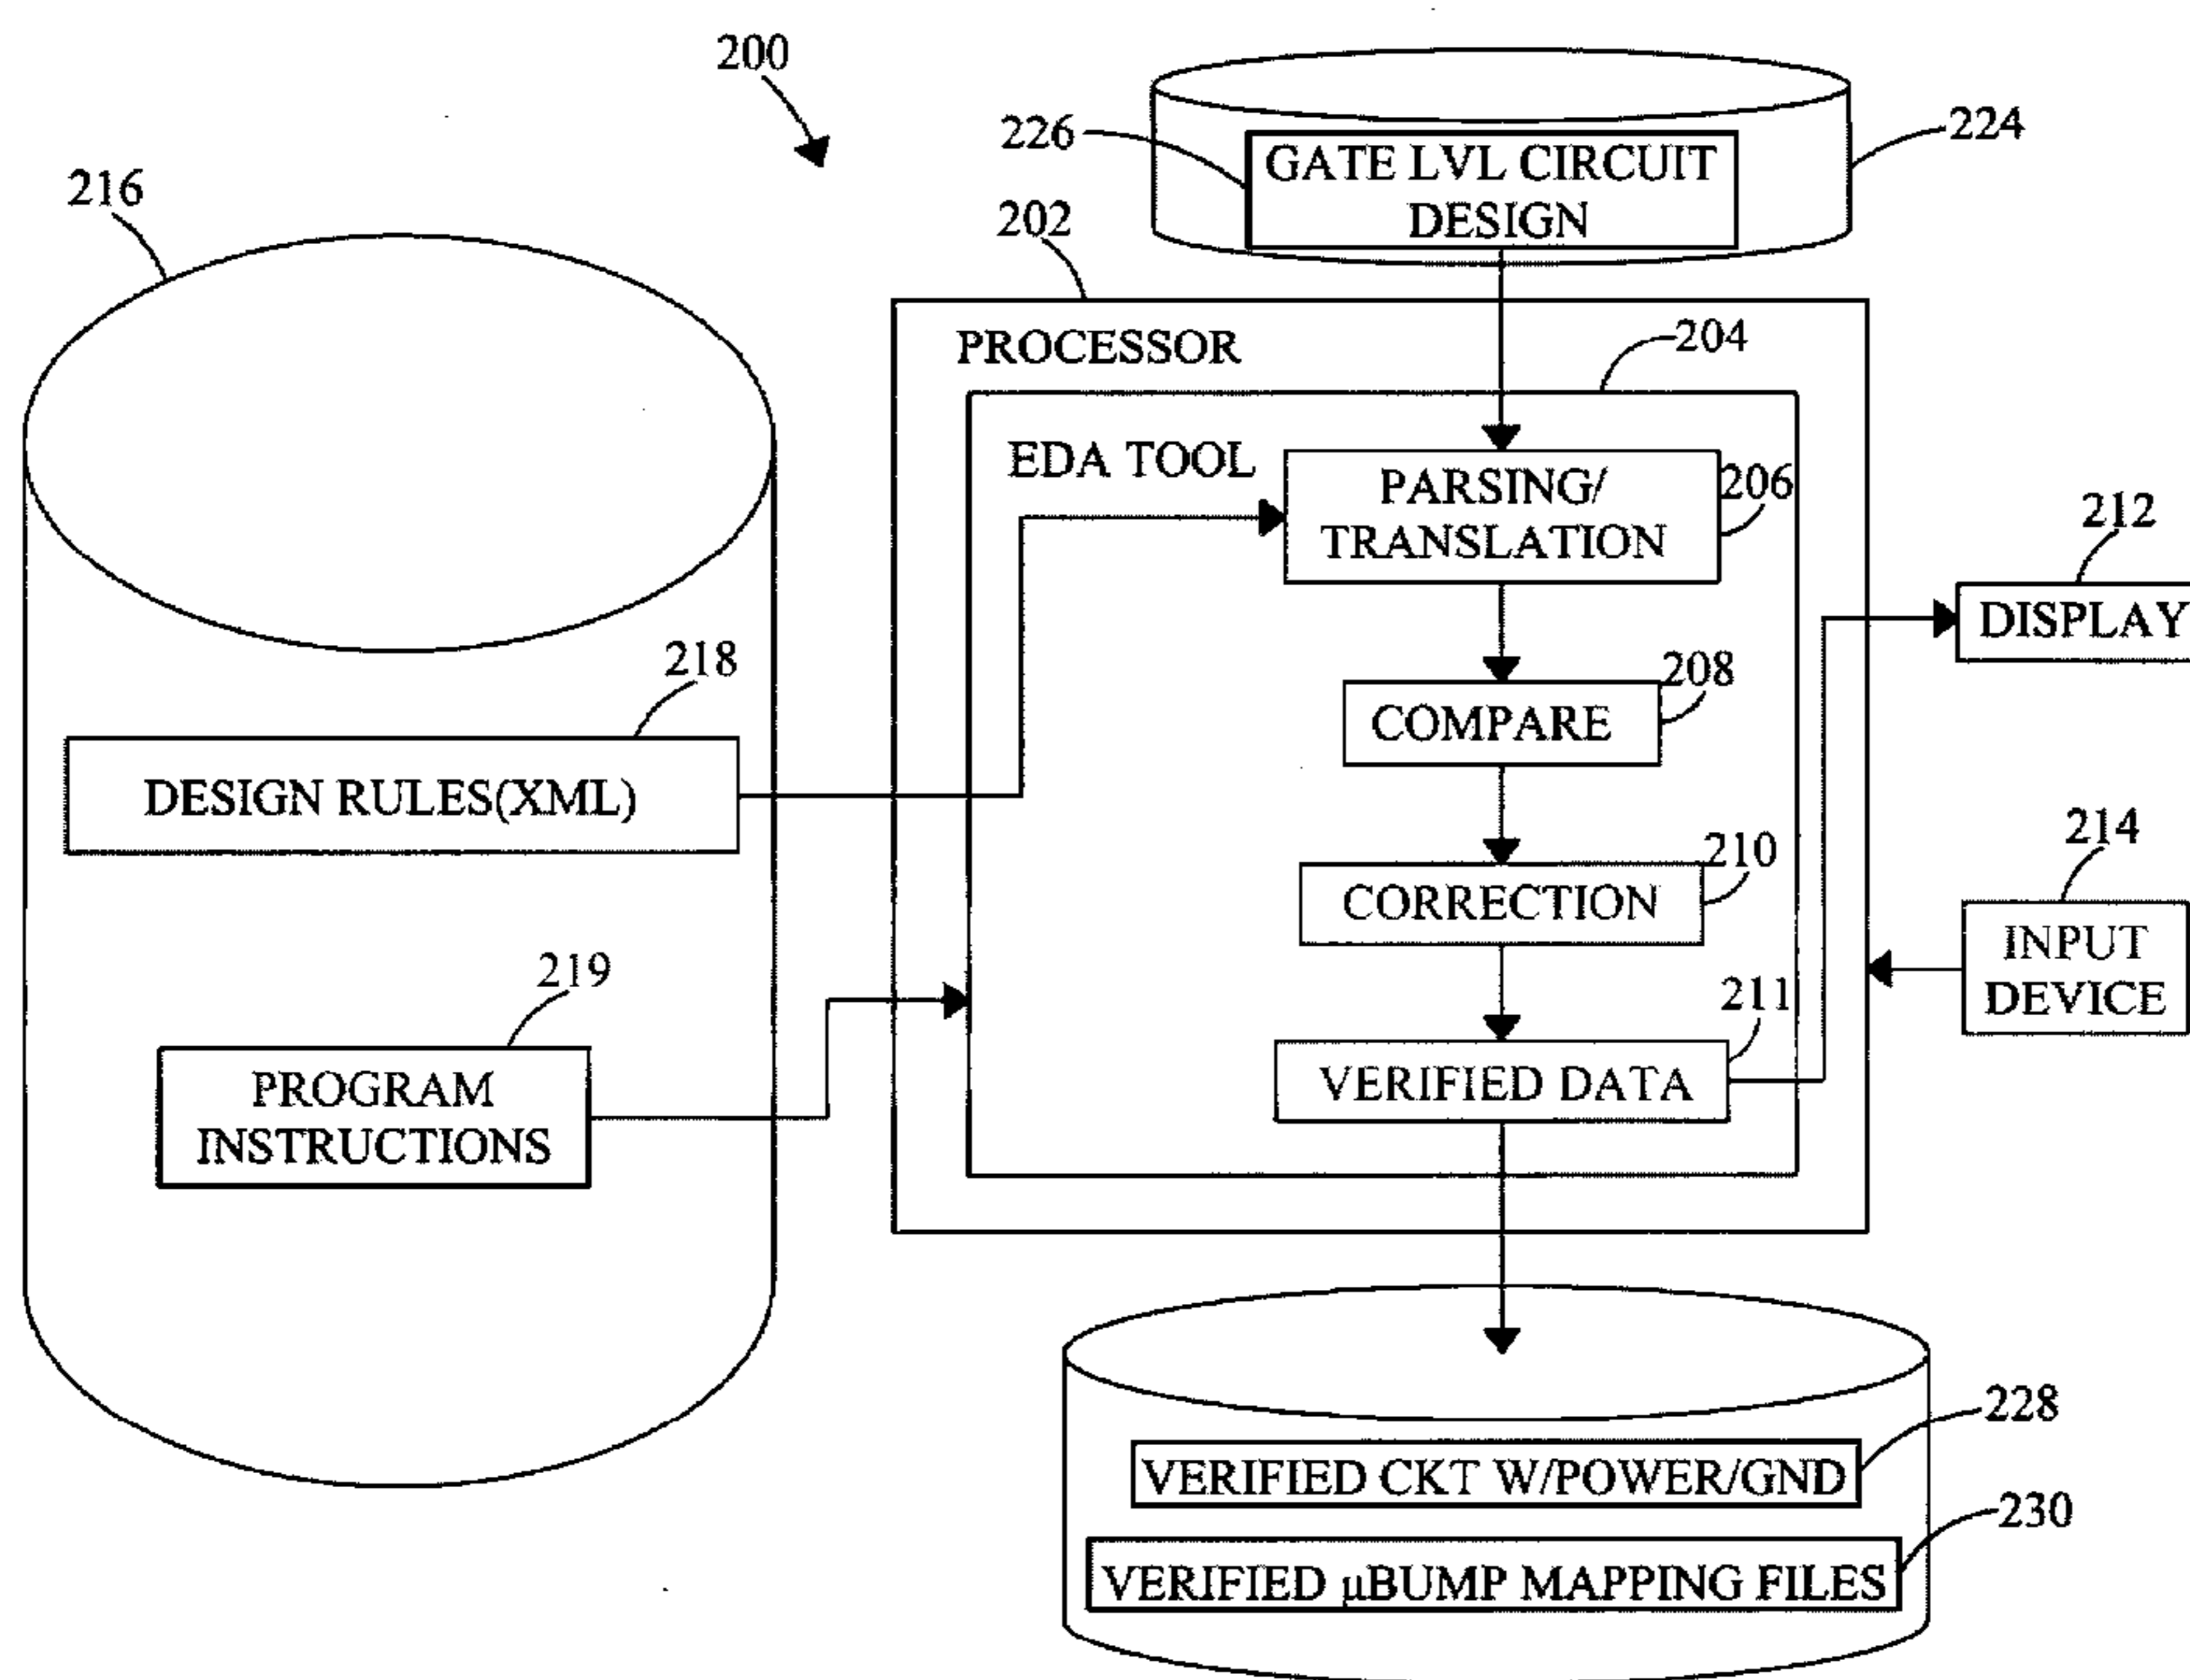 200
226
GATE LVL CIRCUIT
DESIGN
224
216
202
PROCESSOR
204
EDA TOOL
PARSING/
TRANSLATION
206
212
DISPLAY
218
DESIGN RULES(XML)
COMPARE
208
210
CORRECTION
214
INPUT
DEVICE
219
PROGRAM
INSTRUCTIONS
211
VERIFIED DATA
228
VERIFIED CKT W/POWER/GND
230
VERIFIED µBUMP MAPPING FILES